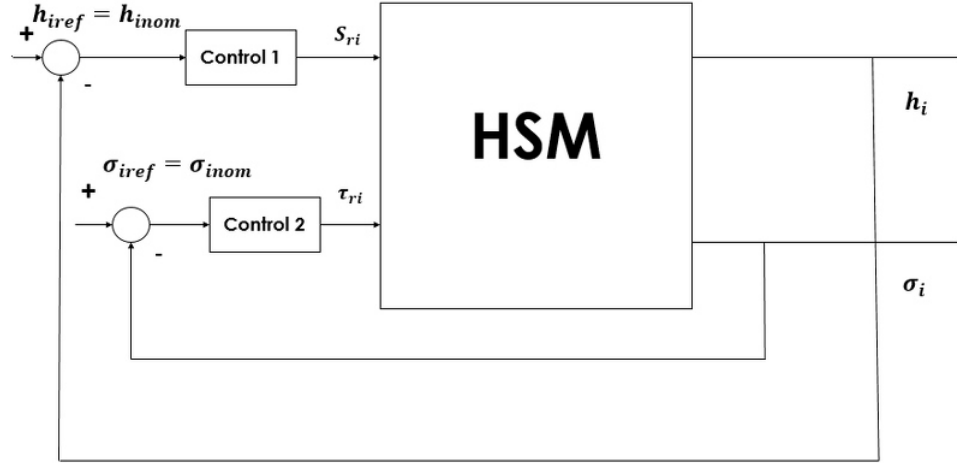 h_iref = h_inom
+
-
Control 1
S_ri
HSM
h_i
σ_iref = σ_inom
+
-
Control 2
τ_ri
σ_i